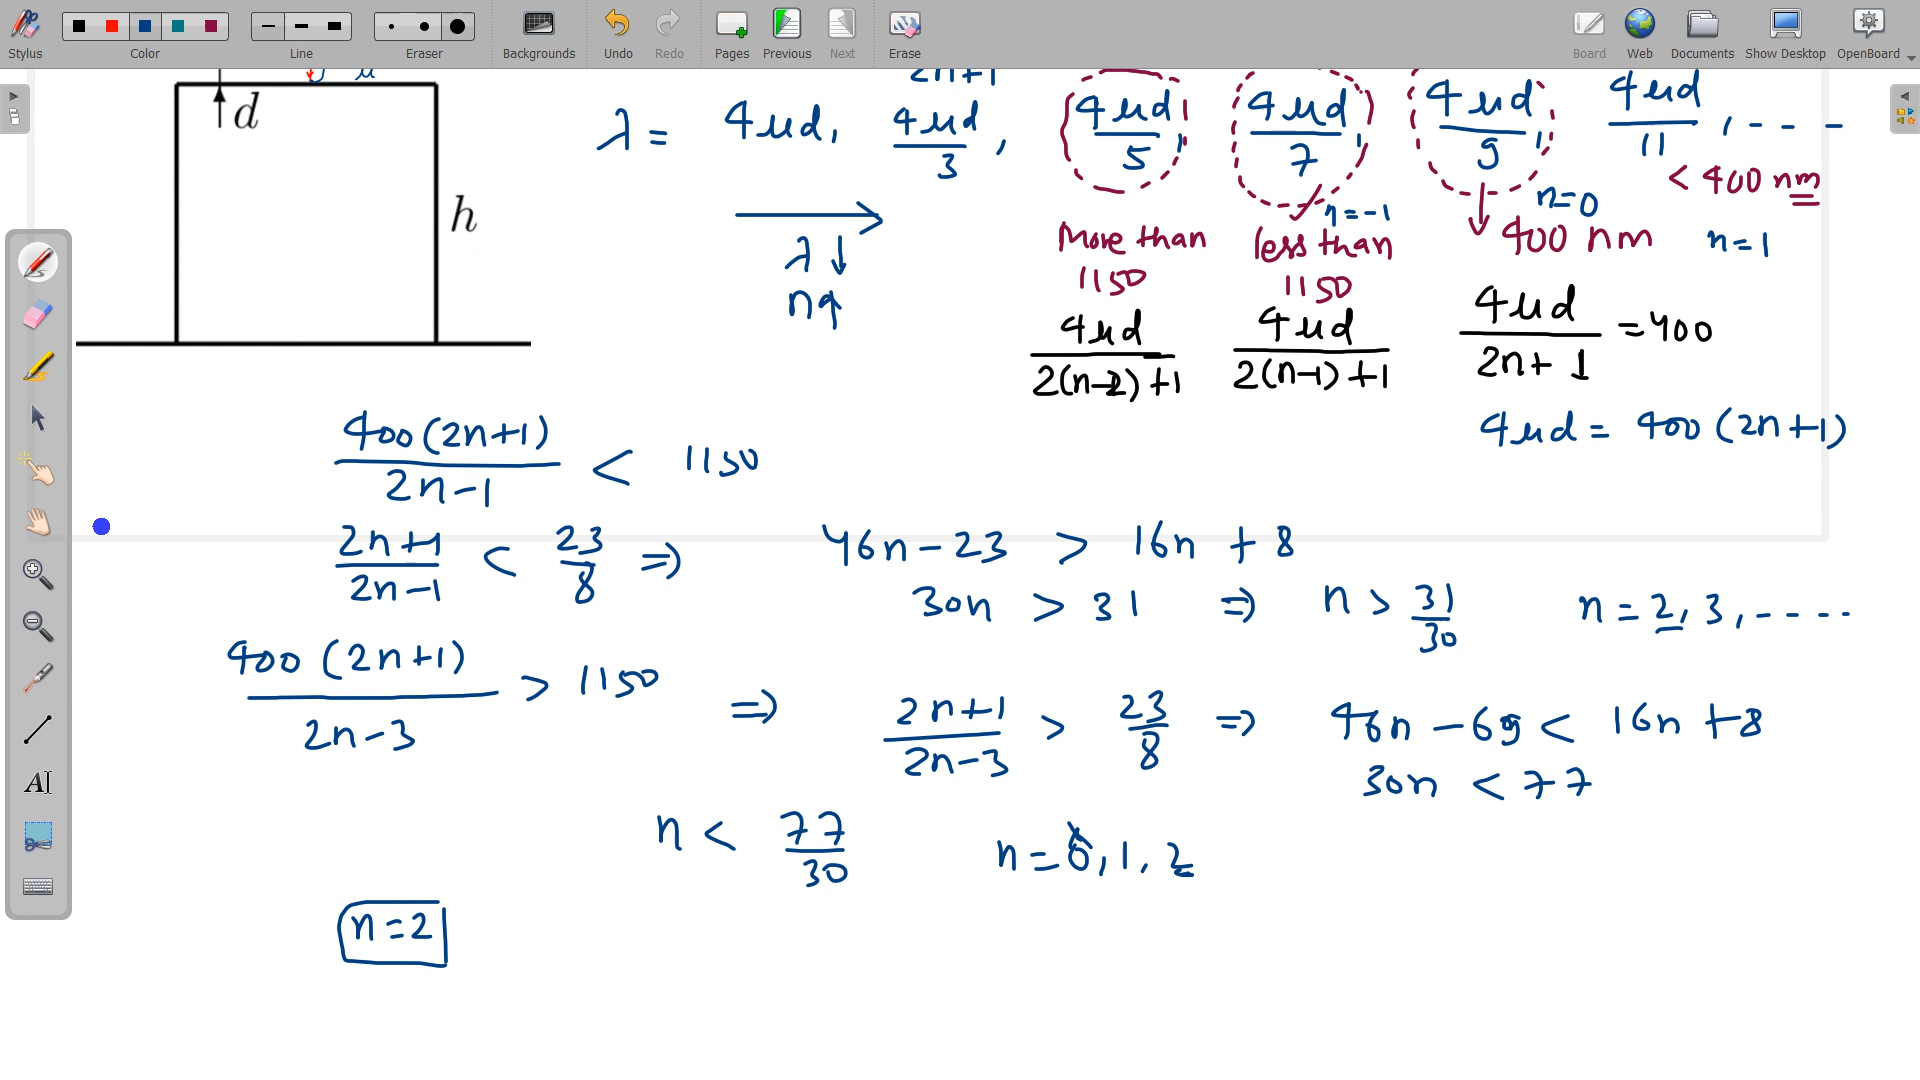 Stylus Color Line Eraser Backgrounds Undo Redo Pages Previous Next Erase Board Web Documents Show Desktop OpenBoard
2n+1
d
h
λ = 4μd, 4μd/3, 4μd/5, 4μd/7, 4μd/9, 4μd/11, - - -
< 400 nm
n=-1
n=0
λ↓
n↑
More than 1150
less than 1150
400 nm
n=1
4μd/(2(n-2)+1)
4μd/(2(n-1)+1)
4μd/(2n+1) = 400
4μd = 400 (2n+1)
400(2n+1)/(2n-1) < 1150
(2n+1)/(2n-1) < 23/8 ⇒ 46n-23 > 16n + 8
30n > 31 ⇒ n > 31/30 n = 2, 3, - - - -
400 (2n+1)/(2n-3) > 1150 ⇒ (2n+1)/(2n-3) > 23/8 ⇒ 46n - 69 < 16n + 8
30n < 77
n < 77/30 n = 0, 1, 2
n = 2